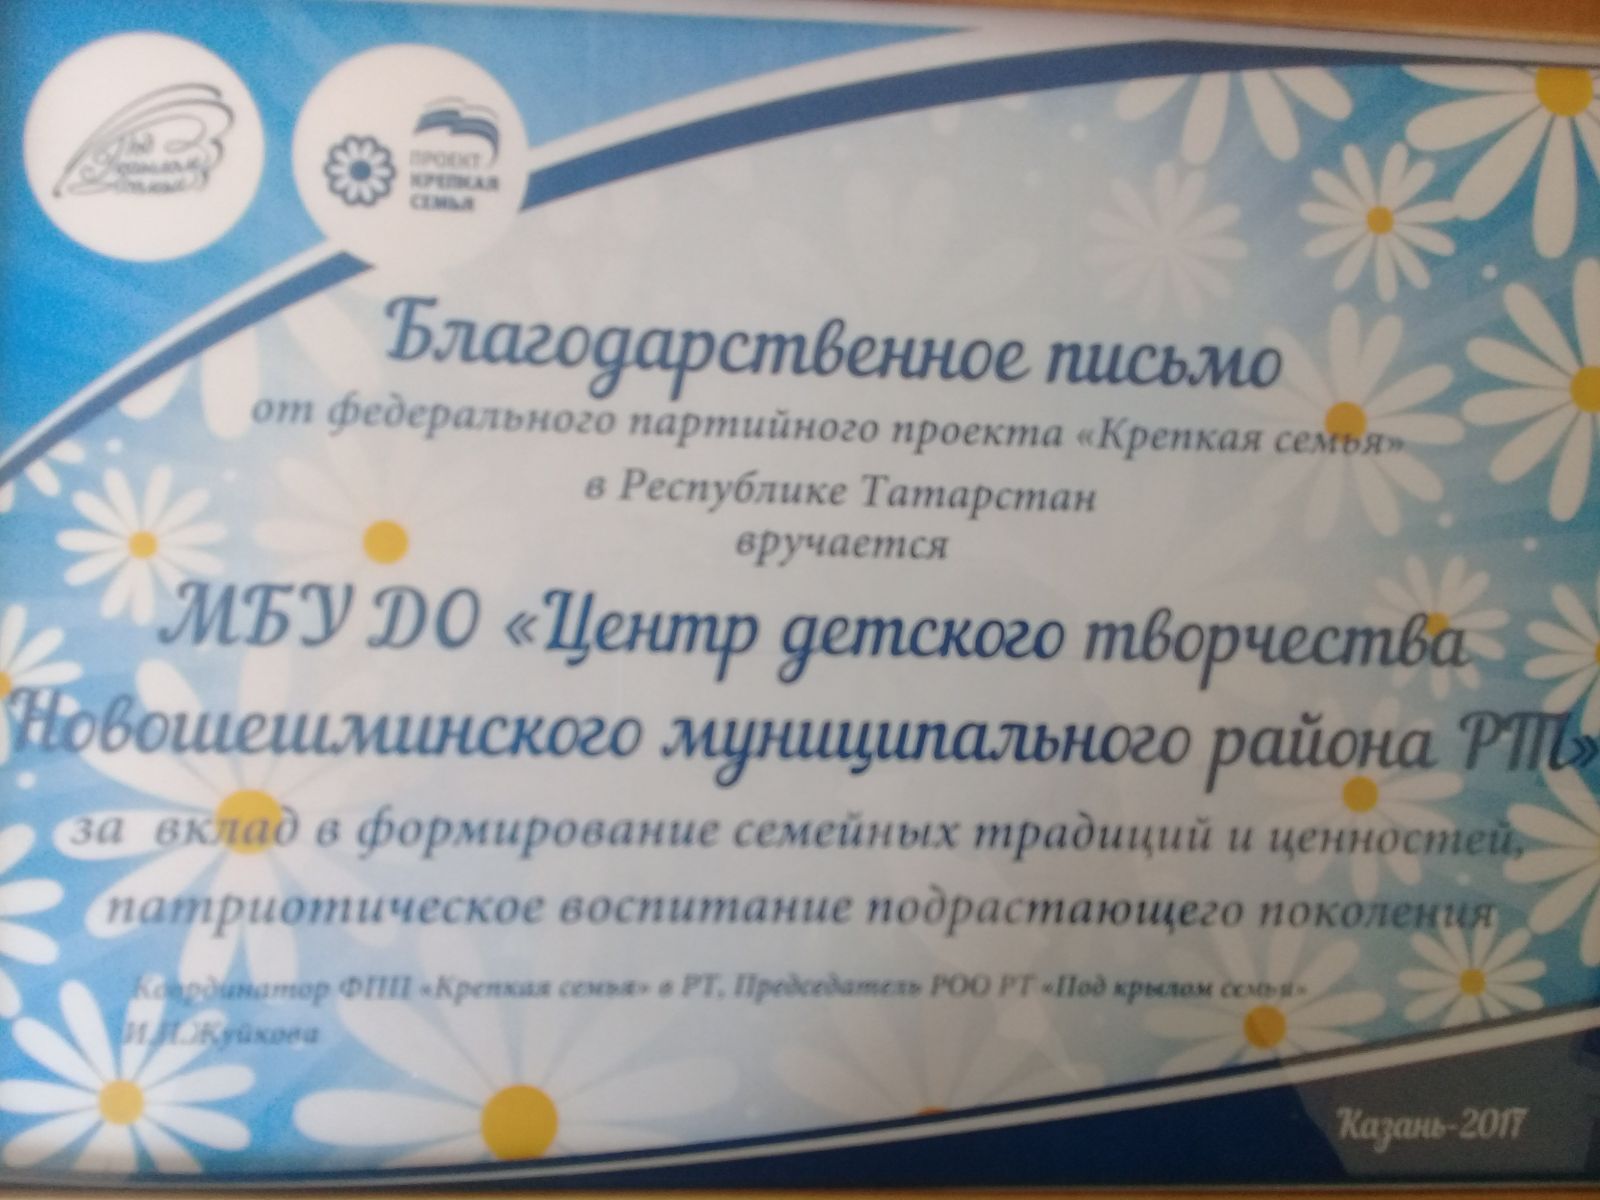 Под
крылом
семьи
ПРОЕКТ
КРЕПКАЯ
СЕМЬЯ
Благодарственное письмо
от федерального партийного проекта «Крепкая семья»
в Республике Татарстан
вручается
МБУ ДО «Центр детского творчества
Новошешминского муниципального района РТ»
за вклад в формирование семейных традиций и ценностей,
патриотическое воспитание подрастающего поколения
Координатор ФПП «Крепкая семья» в РТ, Председатель РОО РТ «Под крылом семьи»
Жуйкова
Казань-2017